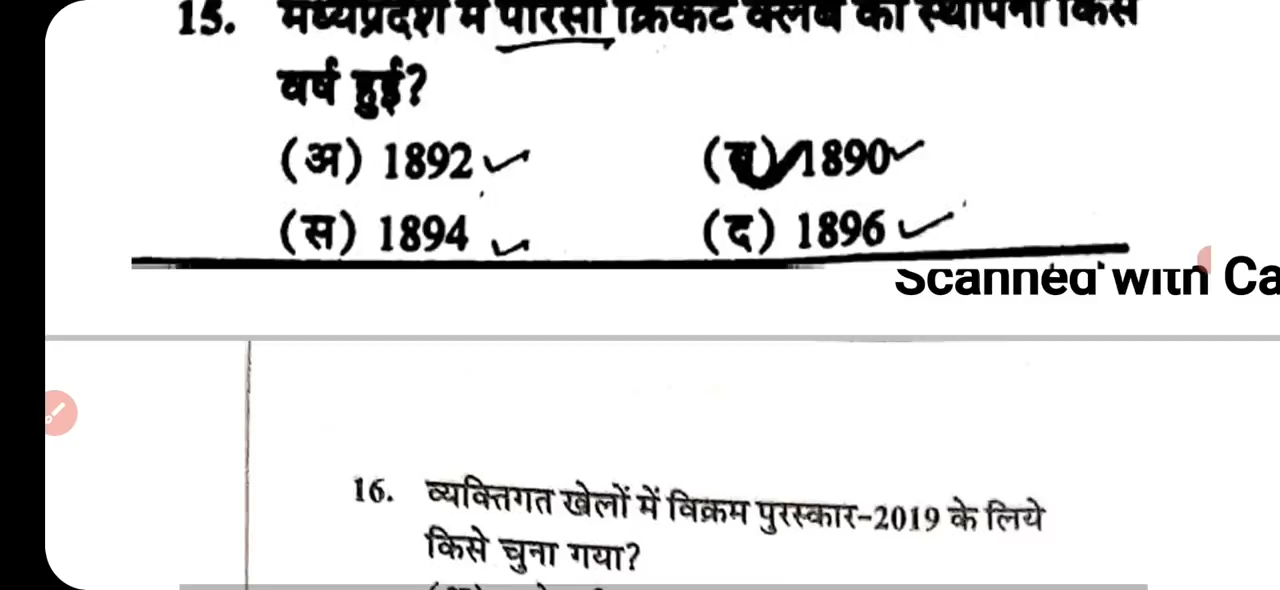 15. मध्यप्रदेश में पारसी क्रिकेट क्लब की स्थापना किस
वर्ष हुई?
(अ) 1892 (ब) 1890
(स) 1894 (द) 1896
Scanned with Ca
16. व्यक्तिगत खेलों में विक्रम पुरस्कार-2019 के लिये
किसे चुना गया?